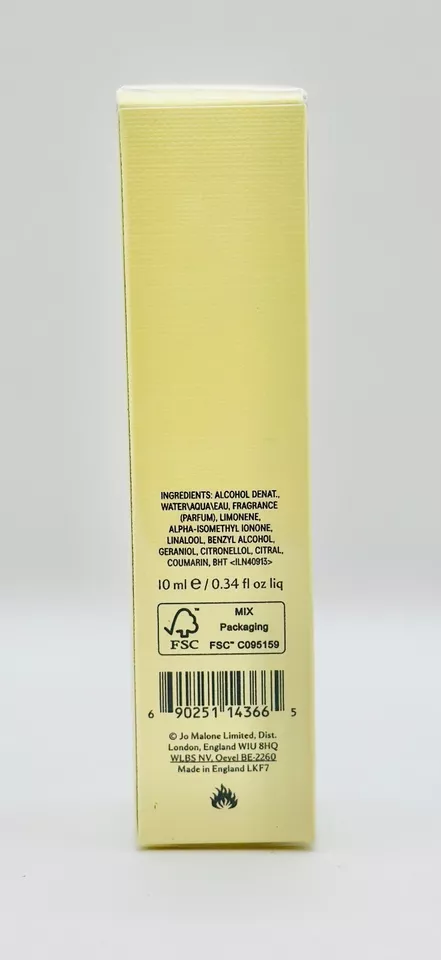 INGREDIENTS: ALCOHOL DENAT.,
WATER\AQUA\EAU, FRAGRANCE
(PARFUM), LIMONENE,
ALPHA-ISOMETHYL IONONE,
LINALOOL, BENZYL ALCOHOL,
GERANIOL, CITRONELLOL, CITRAL,
COUMARIN, BHT <ILN40913>
10 ml ℮ / 0.34 fl oz liq
FSC™
MIX
Packaging
FSC™ C095159
6 90251 14366 5
© Jo Malone Limited, Dist.
London, England W1U 8HQ
WLBS NV, Oevel BE-2260
Made in England LKF7